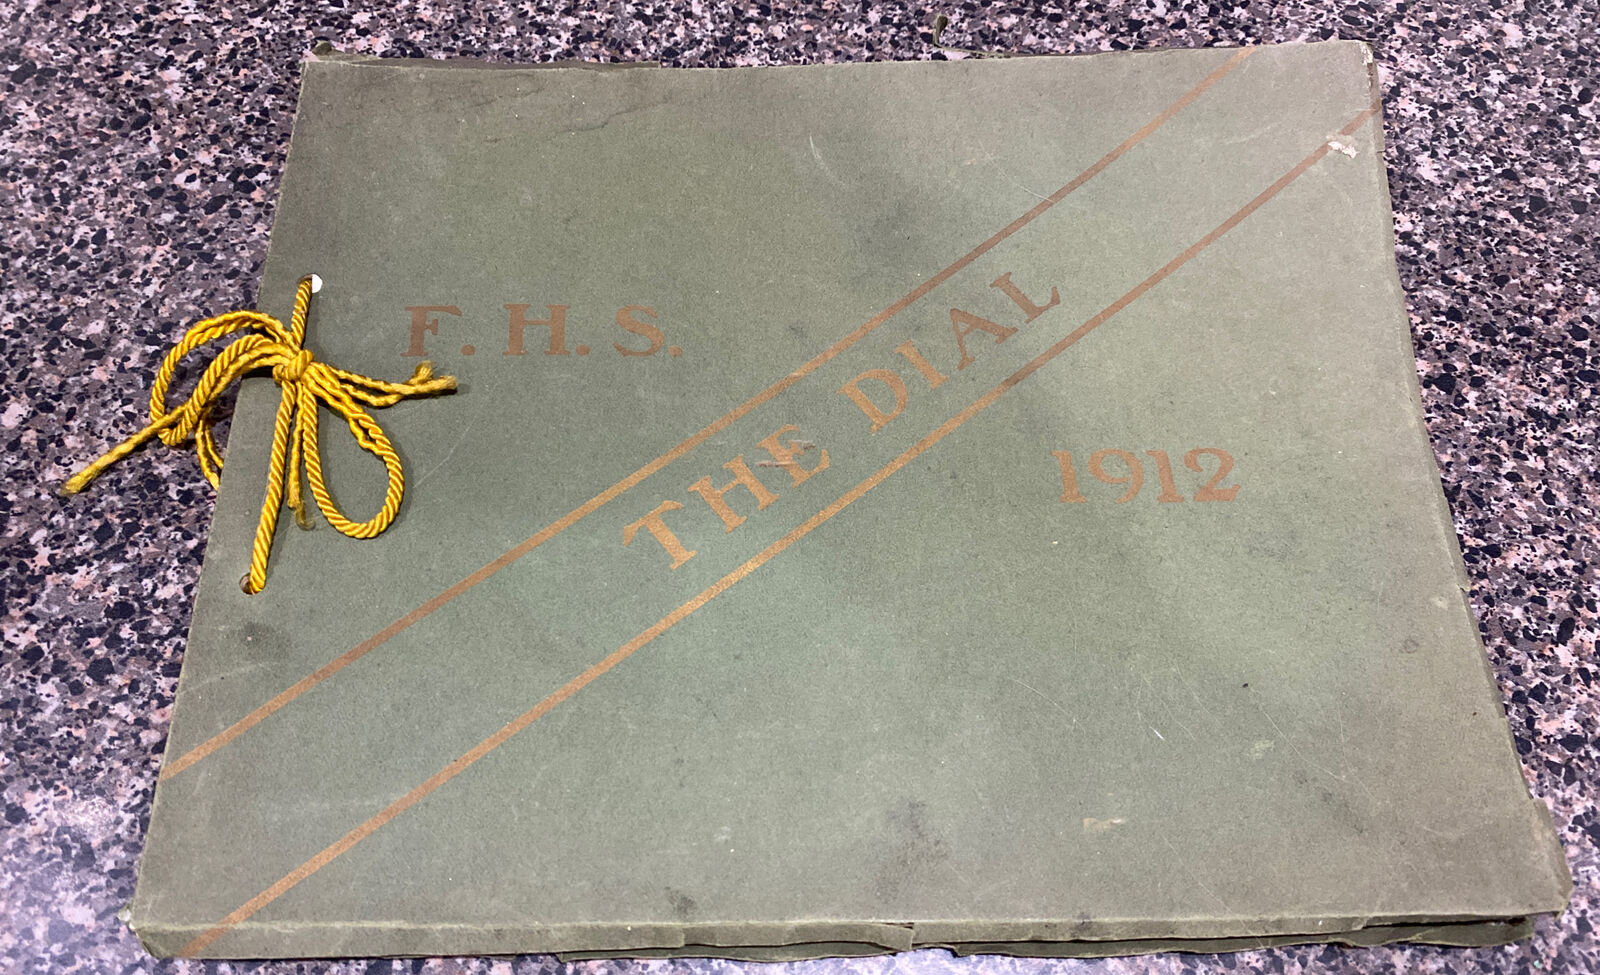 F. H. S.
THE DIAL
1912